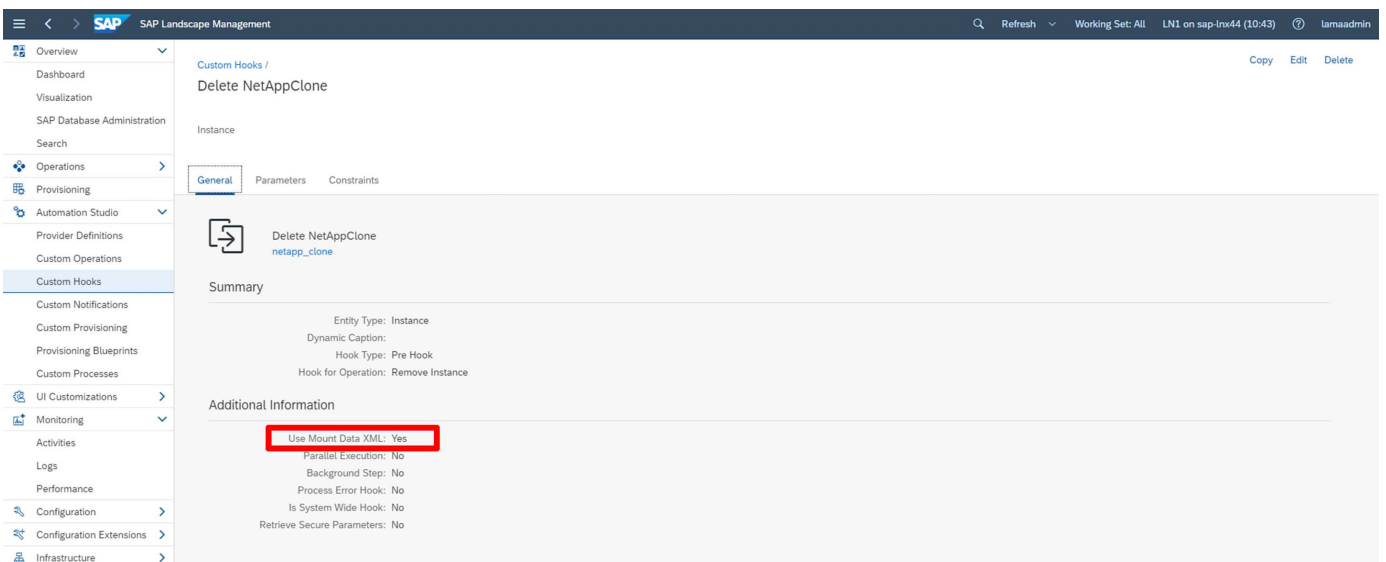 SAP SAP Landscape Management Refresh Working Set: All LN1 on sap-lnx44 (10:43) lamaadmin
Overview
Dashboard
Visualization
SAP Database Administration
Search
Operations
Provisioning
Automation Studio
Provider Definitions
Custom Operations
Custom Hooks
Custom Notifications
Custom Provisioning
Provisioning Blueprints
Custom Processes
UI Customizations
Monitoring
Activities
Logs
Performance
Configuration
Configuration Extensions
Infrastructure
Custom Hooks /
Copy Edit Delete
Delete NetAppClone
Instance
General Parameters Constraints
Delete NetAppClone
netapp_clone
Summary
Entity Type: Instance
Dynamic Caption:
Hook Type: Pre Hook
Hook for Operation: Remove Instance
Additional Information
Use Mount Data XML: Yes
Parallel Execution: No
Background Step: No
Process Error Hook: No
Is System Wide Hook: No
Retrieve Secure Parameters: No